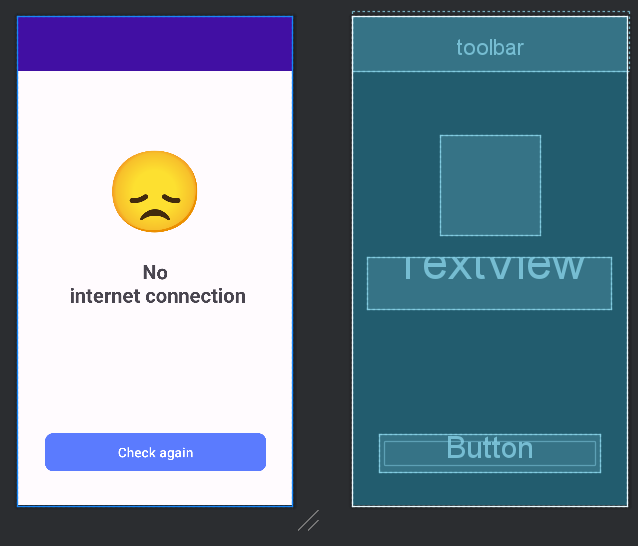 No
internet connection
Check again
toolbar
TextView
Button